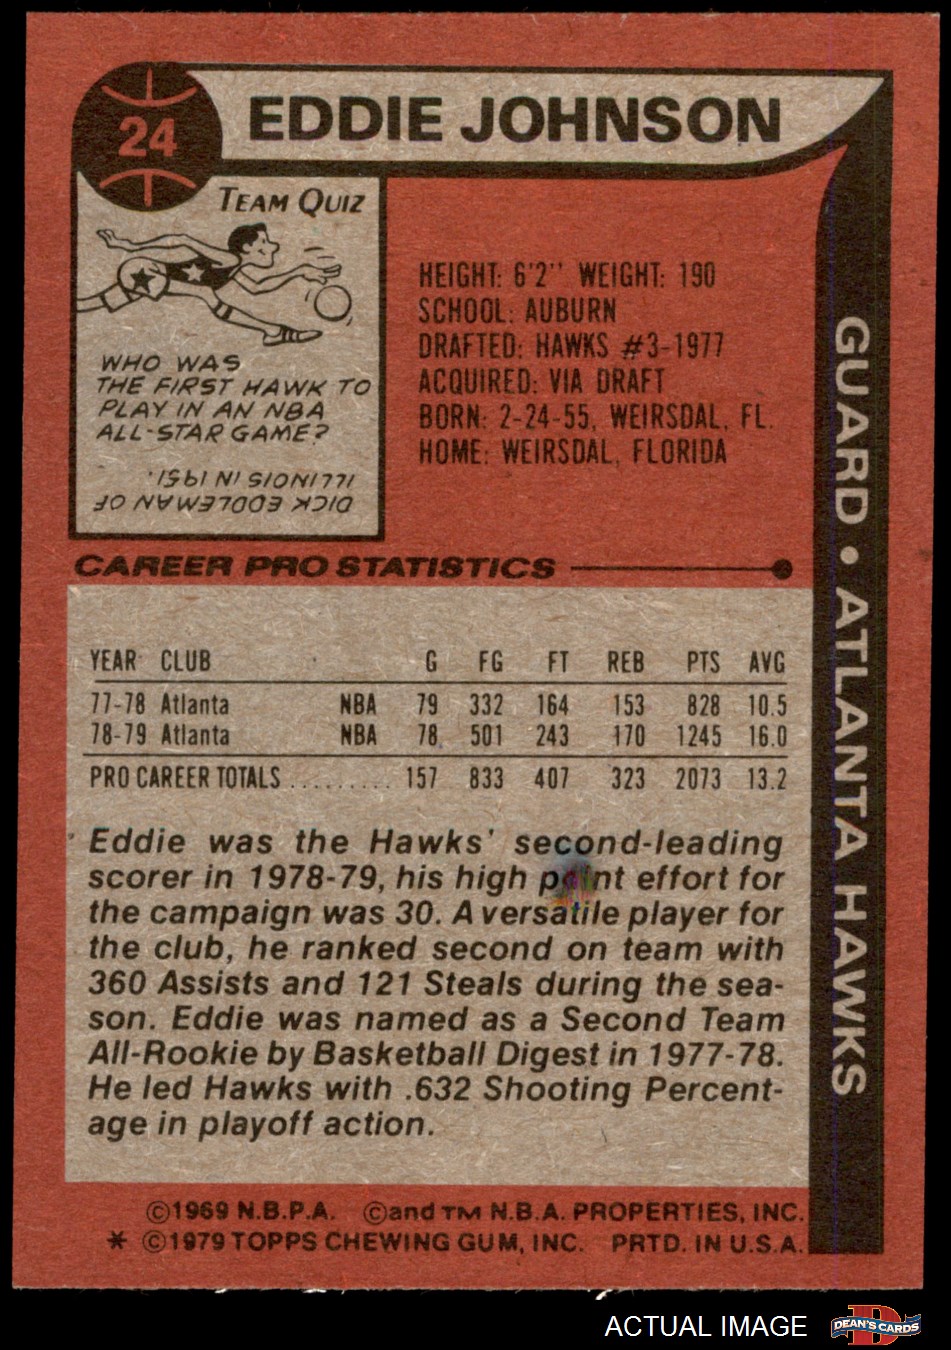 24
EDDIE JOHNSON
TEAM QUIZ
WHO WAS
THE FIRST HAWK TO
PLAY IN AN NBA
ALL-STAR GAME?
DICK EDDLEMAN OF
ILLINOIS IN 1951.
HEIGHT: 6'2'' WEIGHT: 190
SCHOOL: AUBURN
DRAFTED: HAWKS #3-1977
ACQUIRED: VIA DRAFT
BORN: 2-24-55, WEIRSDAL, FL.
HOME: WEIRSDAL, FLORIDA
GUARD • ATLANTA HAWKS
CAREER PRO STATISTICS
YEAR CLUB G FG FT REB PTS AVG
77-78 Atlanta NBA 79 332 164 153 828 10.5
78-79 Atlanta NBA 78 501 243 170 1245 16.0
PRO CAREER TOTALS ......... 157 833 407 323 2073 13.2
Eddie was the Hawks' second-leading
scorer in 1978-79, his high point effort for
the campaign was 30. A versatile player for
the club, he ranked second on team with
360 Assists and 121 Steals during the sea-
son. Eddie was named as a Second Team
All-Rookie by Basketball Digest in 1977-78.
He led Hawks with .632 Shooting Percent-
age in playoff action.
©1969 N.B.P.A. ©and TM N.B.A. PROPERTIES, INC.
* ©1979 TOPPS CHEWING GUM, INC. PRTD. IN U.S.A.
ACTUAL IMAGE
D
DEAN'S CARDS